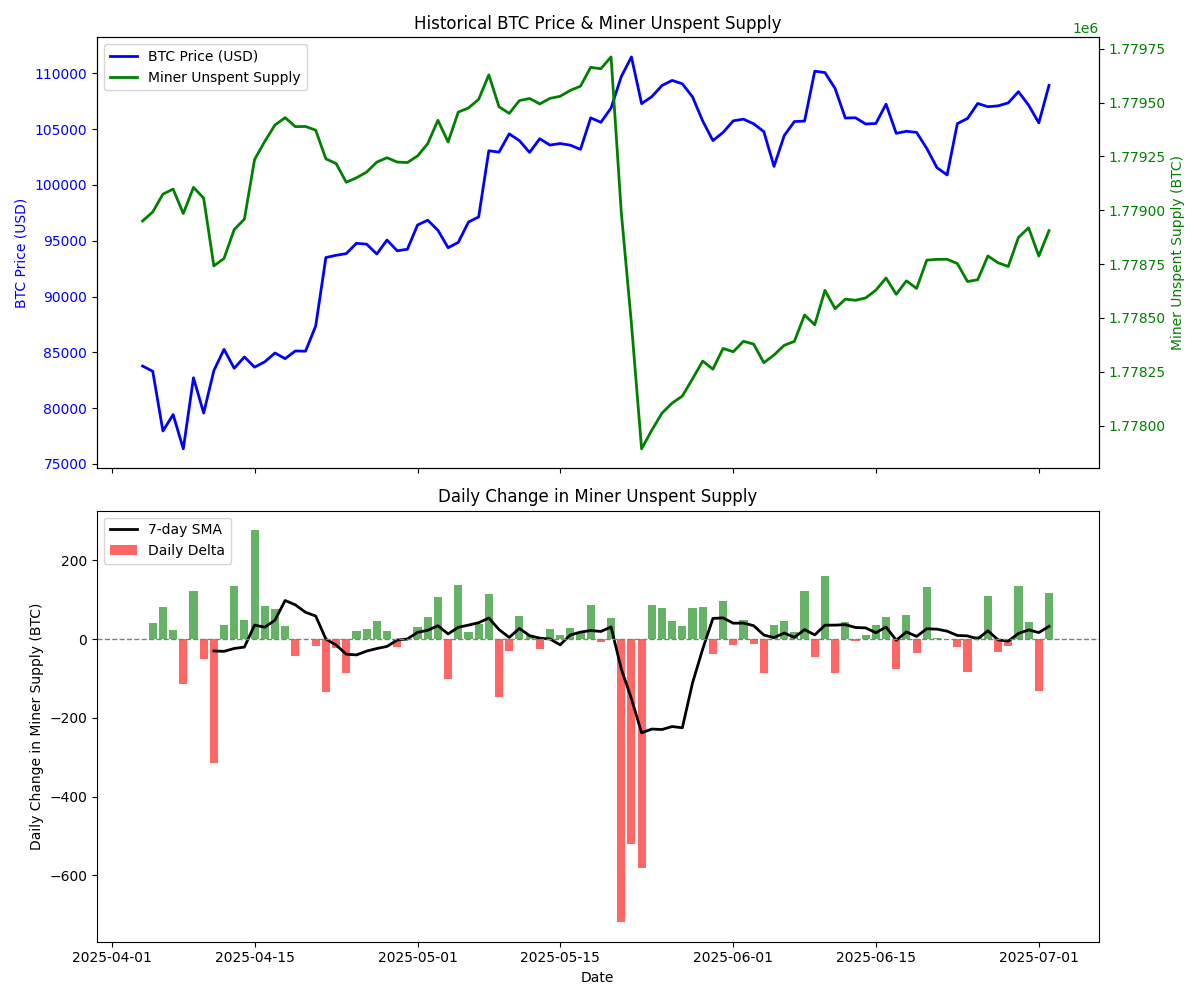 Historical BTC Price & Miner Unspent Supply
1e6
BTC Price (USD)
Miner Unspent Supply
110000
105000
100000
95000
90000
85000
80000
75000
BTC Price (USD)
1.77975
1.77950
1.77925
1.77900
1.77875
1.77850
1.77825
1.77800
Miner Unspent Supply (BTC)
Daily Change in Miner Unspent Supply
7-day SMA
Daily Delta
200
0
−200
−400
−600
Daily Change in Miner Supply (BTC)
2025-04-01
2025-04-15
2025-05-01
2025-05-15
2025-06-01
2025-06-15
2025-07-01
Date